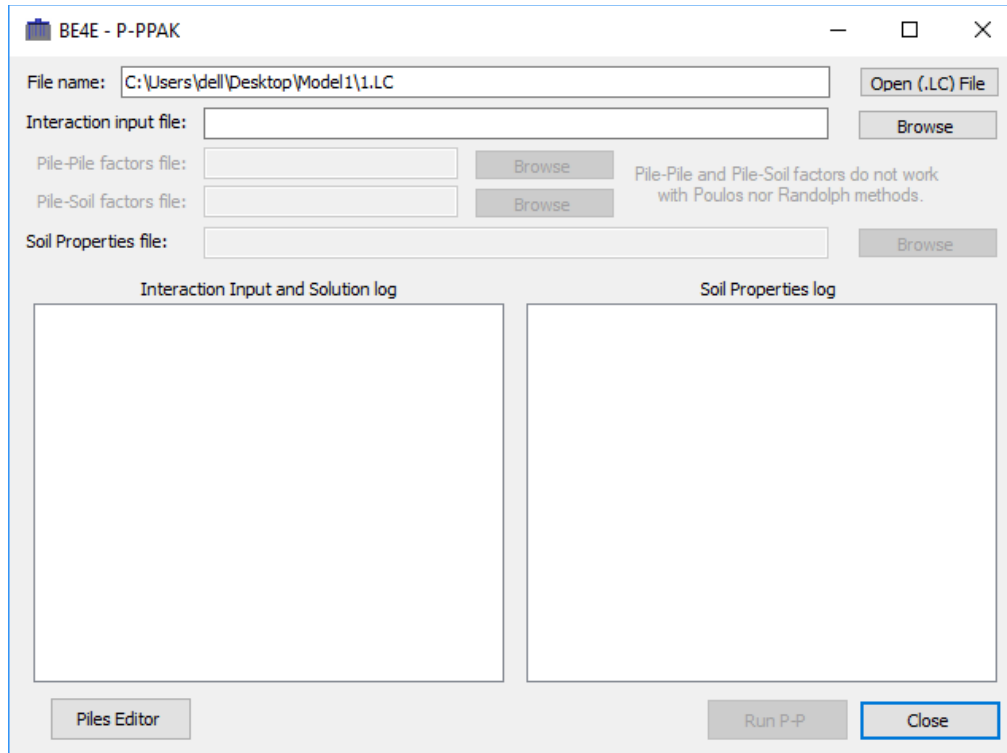 BE4E - P-PPAK
File name: C:\Users\dell\Desktop\Model1\1.LC Open (.LC) File
Interaction input file: Browse
Pile-Pile factors file: Browse Pile-Pile and Pile-Soil factors do not work
Pile-Soil factors file: Browse with Poulos nor Randolph methods.
Soil Properties file: Browse
Interaction Input and Solution log Soil Properties log
Piles Editor Run P-P Close